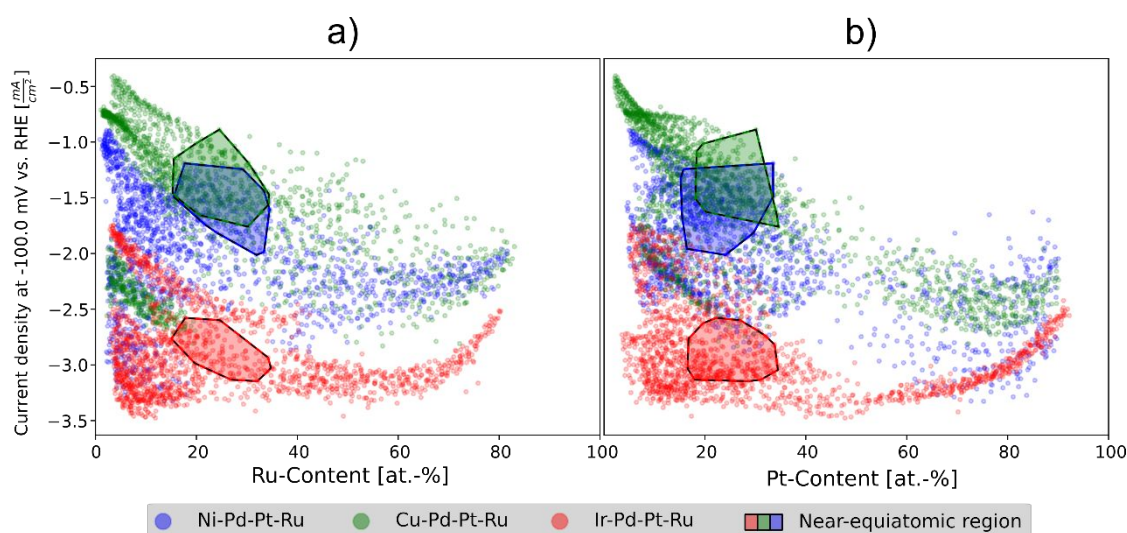 a)
b)
Current density at -100.0 mV vs. RHE [mA/cm²]
−0.5
−1.0
−1.5
−2.0
−2.5
−3.0
−3.5
0 20 40 60 80 100 20 40 60 80 100
Ru-Content [at.-%]
Pt-Content [at.-%]
Ni-Pd-Pt-Ru Cu-Pd-Pt-Ru Ir-Pd-Pt-Ru Near-equiatomic region